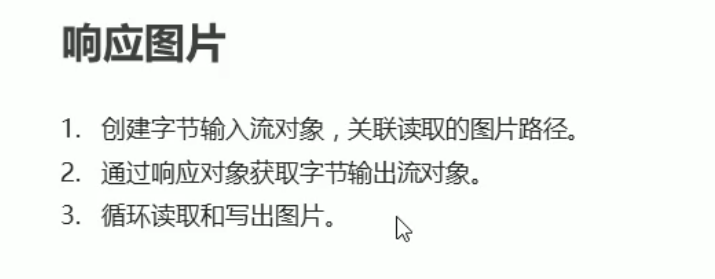 响应图片
1. 创建字节输入流对象，关联读取的图片路径。
2. 通过响应对象获取字节输出流对象。
3. 循环读取和写出图片。